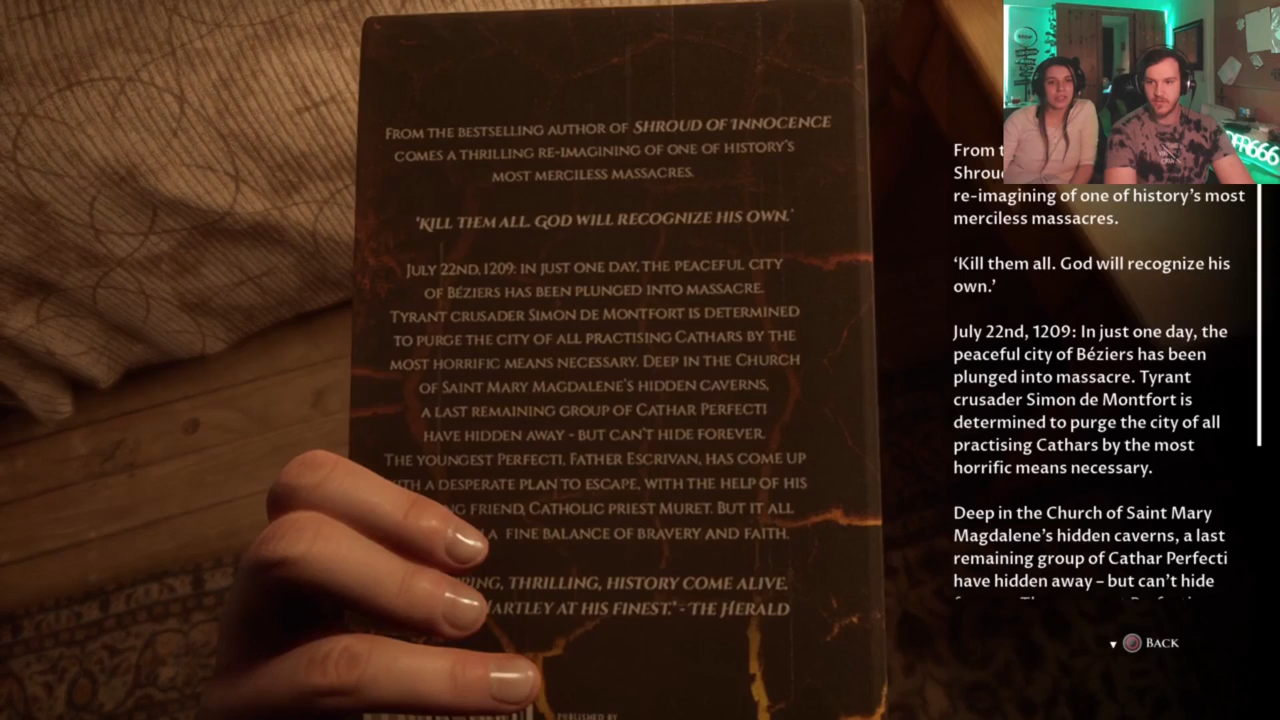 FROM THE BESTSELLING AUTHOR OF SHROUD OF INNOCENCE
COMES A THRILLING RE-IMAGINING OF ONE OF HISTORY'S
MOST MERCILESS MASSACRES.
'KILL THEM ALL. GOD WILL RECOGNIZE HIS OWN.'
JULY 22ND, 1209: IN JUST ONE DAY, THE PEACEFUL CITY
OF BÉZIERS HAS BEEN PLUNGED INTO MASSACRE.
TYRANT CRUSADER SIMON DE MONTFORT IS DETERMINED
TO PURGE THE CITY OF ALL PRACTISING CATHARS BY THE
MOST HORRIFIC MEANS NECESSARY. DEEP IN THE CHURCH
OF SAINT MARY MAGDALENE'S HIDDEN CAVERNS,
A LAST REMAINING GROUP OF CATHAR PERFECTI
HAVE HIDDEN AWAY - BUT CAN'T HIDE FOREVER.
THE YOUNGEST PERFECTI, FATHER ESCRIVAN, HAS COME UP
A DESPERATE PLAN TO ESCAPE, WITH THE HELP OF HIS
FRIEND, CATHOLIC PRIEST MURET. BUT IT ALL
A FINE BALANCE OF BRAVERY AND FAITH.
THRILLING, HISTORY COME ALIVE.
HARTLEY AT HIS FINEST.' - THE HERALD
PUBLISHED BY
From
re-imagining of one of history's most
merciless massacres.
'Kill them all. God will recognize his
own.'
July 22nd, 1209: In just one day, the
peaceful city of Béziers has been
plunged into massacre. Tyrant
crusader Simon de Montfort is
determined to purge the city of all
practising Cathars by the most
horrific means necessary.
Deep in the Church of Saint Mary
Magdalene's hidden caverns, a last
remaining group of Cathar Perfecti
have hidden away – but can't hide
BACK